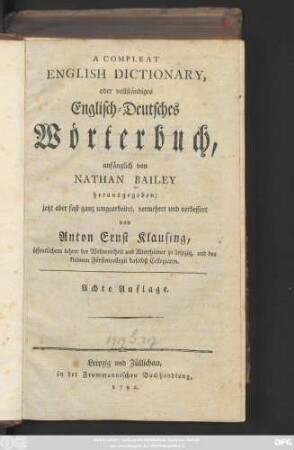 A COMPLEAT
ENGLISH DICTIONARY,
oder vollständiges
Englisch-Deutsches
Wörterbuch,
anfänglich von
NATHAN BAILEY
herausgegeben;
jetzt aber fast ganz umgearbeitet, vermehrt und verbessert
von
Anton Ernst Klausing,
öffentlichem Lehrer der Weltweisheit und Alterthümer zu Leipzig, und des
kleinern Fürstencollegii daselbst Collegiaten.
Achte Auflage.
Leipzig und Züllichau,
in der Frommannischen Buchhandlung,
1792.